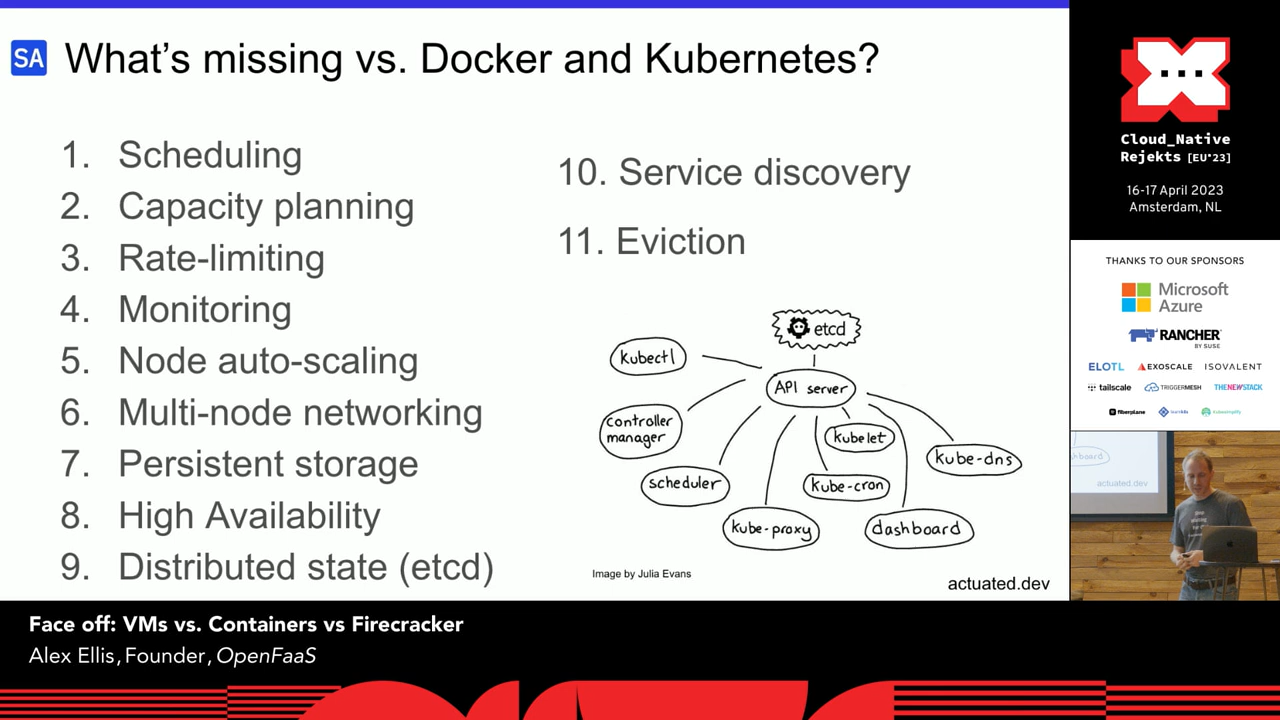 SA
What's missing vs. Docker and Kubernetes?
1. Scheduling
2. Capacity planning
3. Rate-limiting
4. Monitoring
5. Node auto-scaling
6. Multi-node networking
7. Persistent storage
8. High Availability
9. Distributed state (etcd)
10. Service discovery
11. Eviction
etcd
kubectl
API server
controller
manager
kubelet
kube-dns
scheduler
kube-cron
kube-proxy
dashboard
Image by Julia Evans
actuated.dev
Cloud_Native
Rejekts [EU'23]
16-17 April 2023
Amsterdam, NL
THANKS TO OUR SPONSORS
Microsoft
Azure
RANCHER
BY SUSE
ELOTL
EXOSCALE
ISOVALENT
tailscale
TRIGGERMESH
THENEWSTACK
fiberplane
kubesimplify
actuated.dev
Face off: VMs vs. Containers vs Firecracker
Alex Ellis, Founder, OpenFaaS